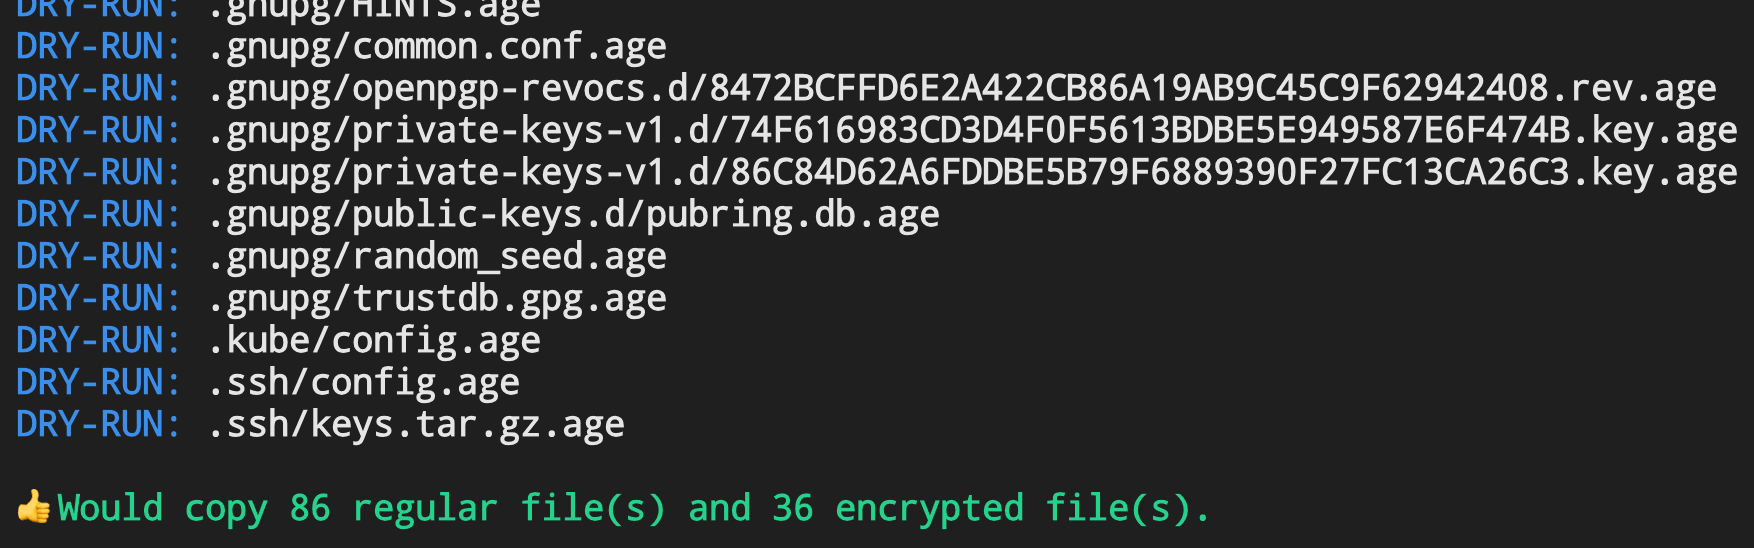 DRY-RUN: .gnupg/HINTS.age
DRY-RUN: .gnupg/common.conf.age
DRY-RUN: .gnupg/openpgp-revocs.d/8472BCFFD6E2A422CB86A19AB9C45C9F62942408.rev.age
DRY-RUN: .gnupg/private-keys-v1.d/74F616983CD3D4F0F5613BDBE5E949587E6F474B.key.age
DRY-RUN: .gnupg/private-keys-v1.d/86C84D62A6FDDBE5B79F6889390F27FC13CA26C3.key.age
DRY-RUN: .gnupg/public-keys.d/pubring.db.age
DRY-RUN: .gnupg/random_seed.age
DRY-RUN: .gnupg/trustdb.gpg.age
DRY-RUN: .kube/config.age
DRY-RUN: .ssh/config.age
DRY-RUN: .ssh/keys.tar.gz.age
👍Would copy 86 regular file(s) and 36 encrypted file(s).